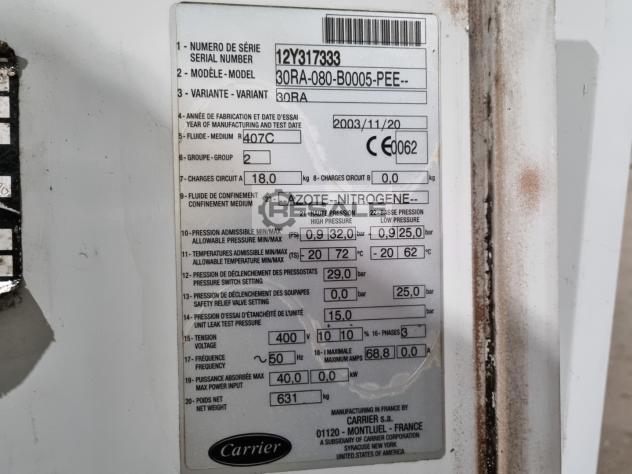 1 - NUMERO DE SÉRIE
SERIAL NUMBER 12Y317333
2 - MODÈLE - MODEL 30RA-080-B0005-PEE--
3 - VARIANTE - VARIANT 30RA
4 - ANNÉE DE FABRICATION ET DATE D'ESSAI
YEAR OF MANUFACTURING AND TEST DATE 2003/11/20
5 - FLUIDE - MEDIUM R 407C
CE 0062
6 - GROUPE - GROUP 2
7 - CHARGES CIRCUIT A 18.0 kg 8 - CHARGES CIRCUIT B 0.0 kg
9 - FLUIDE DE CONFINEMENT
CONFINEMENT MEDIUM AZOTE--NITROGENE--
RESALE
21 - HAUTE PRESSION 22 - BASSE PRESSION
HIGH PRESSURE LOW PRESSURE
10 - PRESSION ADMISSIBLE MIN/MAX
ALLOWABLE PRESSURE MIN/MAX (PS) -0.9 32.0 bar -0.9 25.0 bar
11 - TEMPÉRATURES ADMISSIBLE MIN/MAX
ALLOWABLE TEMPERATURE MIN/MAX (TS) -20 72 °C -20 62 °C
12 - PRESSION DE DÉCLENCHEMENT DES PRESSOSTATS
PRESSURE SWITCH SETTING 29.0 bar
13 - PRESSION DE DÉCLENCHEMENT DES SOUPAPES
SAFETY RELIEF VALVE SETTING 0.0 bar 25.0 bar
14 - PRESSION D'ESSAI D'ÉTANCHÉITÉ DE L'UNITÉ
UNIT LEAK TEST PRESSURE 15.0 bar
15 - TENSION
VOLTAGE 400 V + 10 - 10 % 16 - PHASES 3
17 - FRÉQUENCE
FREQUENCY ~ 50 Hz
18 - I MAXIMALE
MAXIMUM AMPS 68.8 0.0 A
19 - PUISSANCE ABSORBÉE MAX
MAX POWER INPUT 40.0 0.0 kW
20 - POIDS NET
NET WEIGHT 631 kg
Carrier
MANUFACTURING IN FRANCE BY
CARRIER s.a.
01120 - MONTLUEL - FRANCE
A SUBSIDIARY OF CARRIER CORPORATION
SYRACUSE NEW YORK
UNITED STATES OF AMERICA